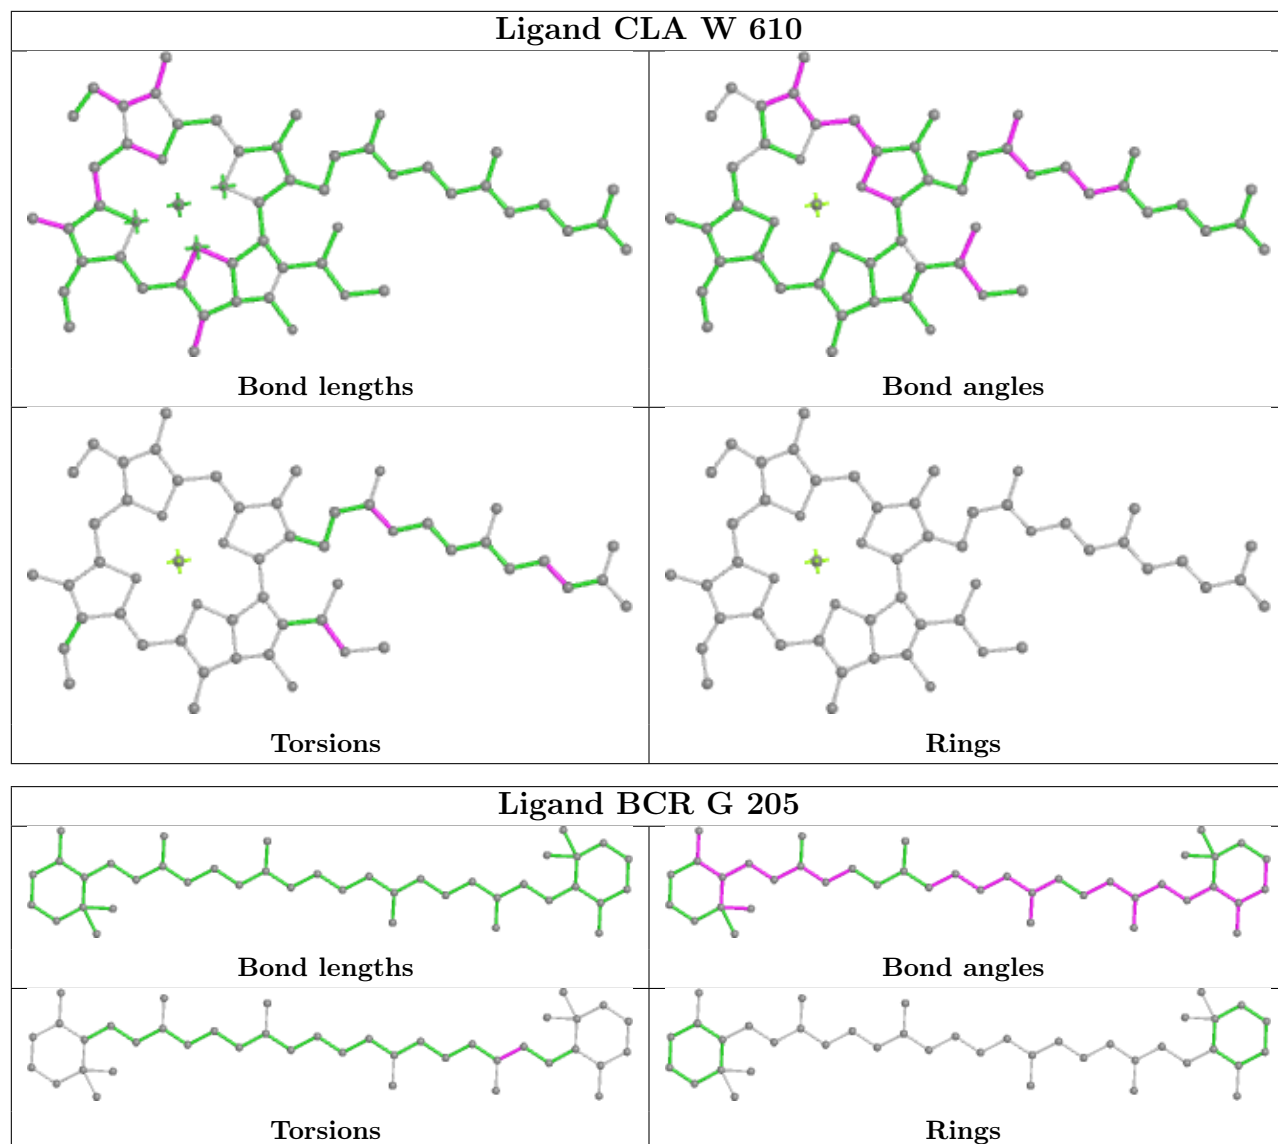 Ligand CLA W 610
Bond lengths
Bond angles
Torsions
Rings
Ligand BCR G 205
Bond lengths
Bond angles
Torsions
Rings